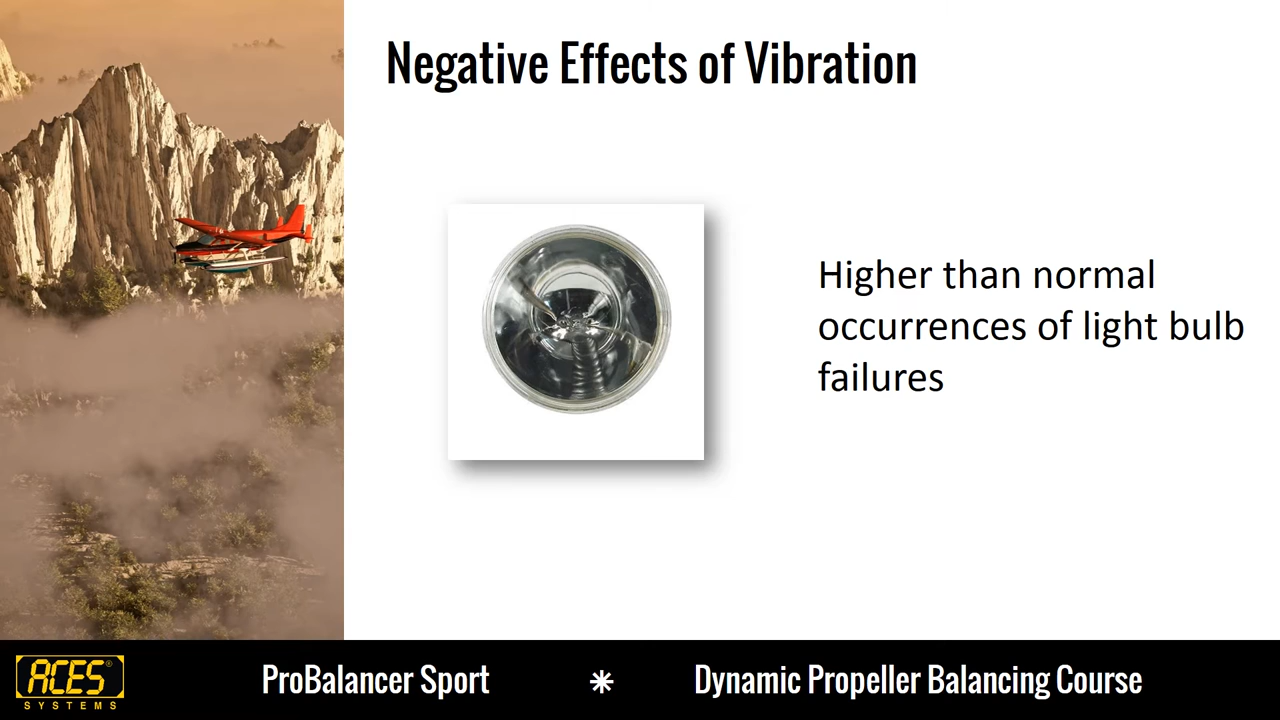 Negative Effects of Vibration
Higher than normal
occurrences of light bulb
failures
ACES®
SYSTEMS
ProBalancer Sport
Dynamic Propeller Balancing Course